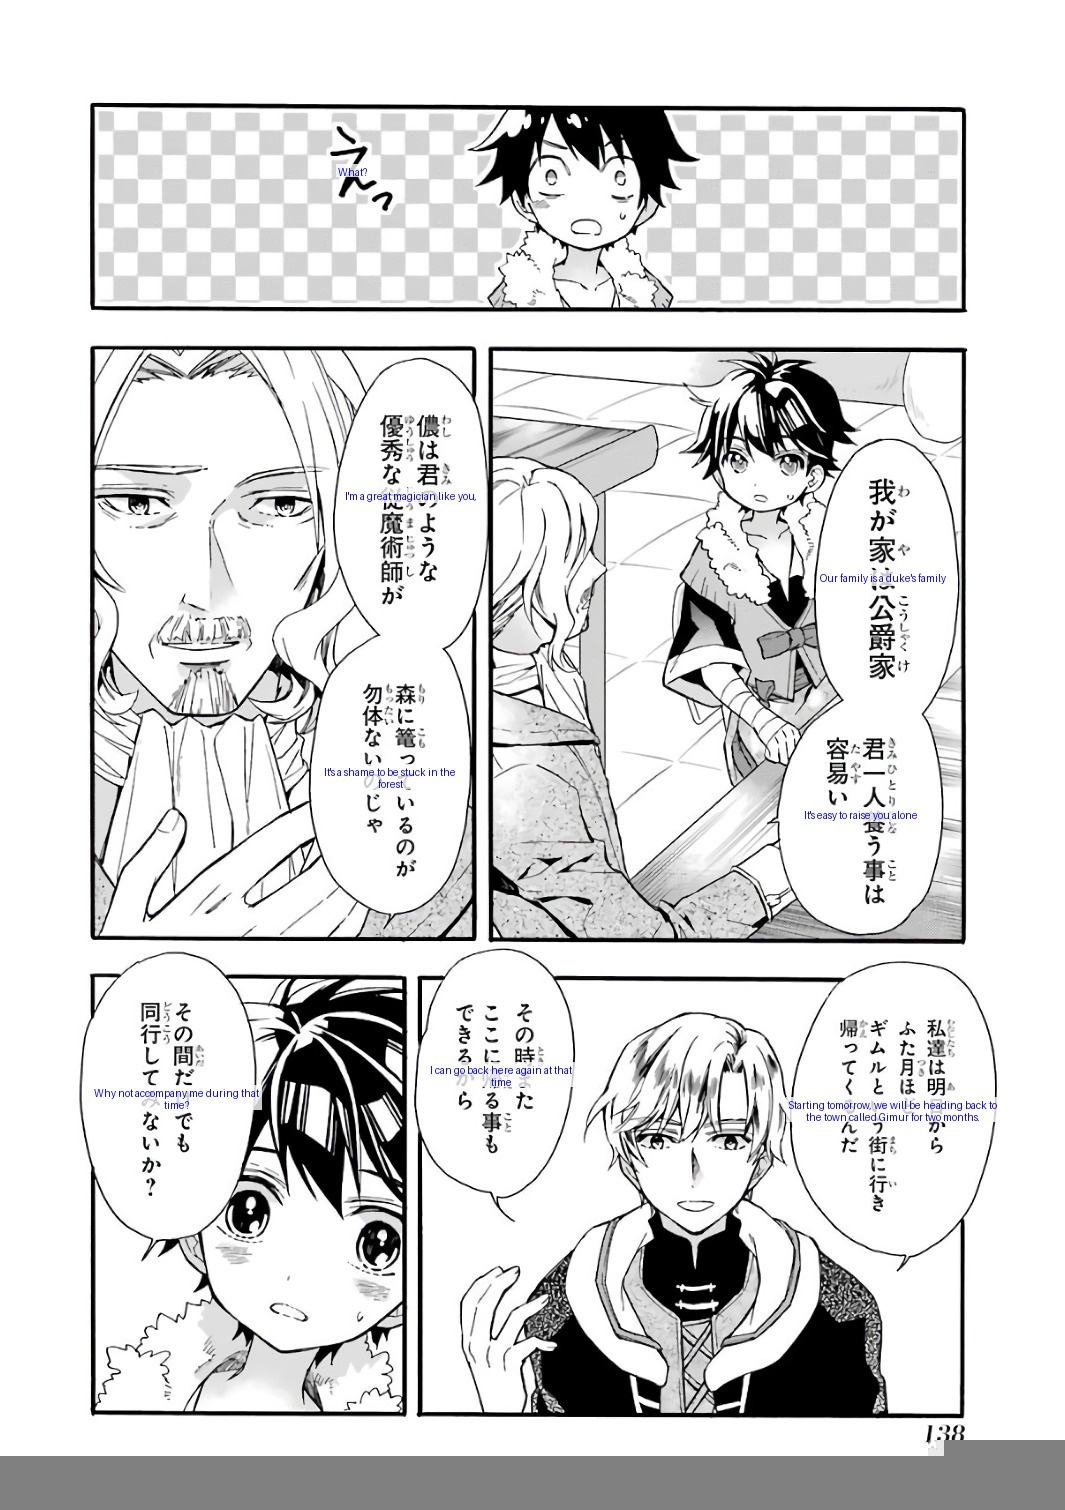 えっ
What?
我が家は公爵家
Our family is a duke's family
君一人養う事は
容易い
It's easy to raise you alone
儂は君のような
優秀な従魔術師が
I'm a great magician like you,
森に篭っているのが
勿体ないのじゃ
It's a shame to be stuck in the
forest
私達は明日から
ふた月ほど
ギムルという街に行き
帰ってくるんだ
Starting tomorrow, we will be heading back to
the town called Gimur for two months.
その時また
ここに戻る事も
できるから
I can go back here again at that
time
その間だけでも
同行してみないか?
Why not accompany me during that
time?
138